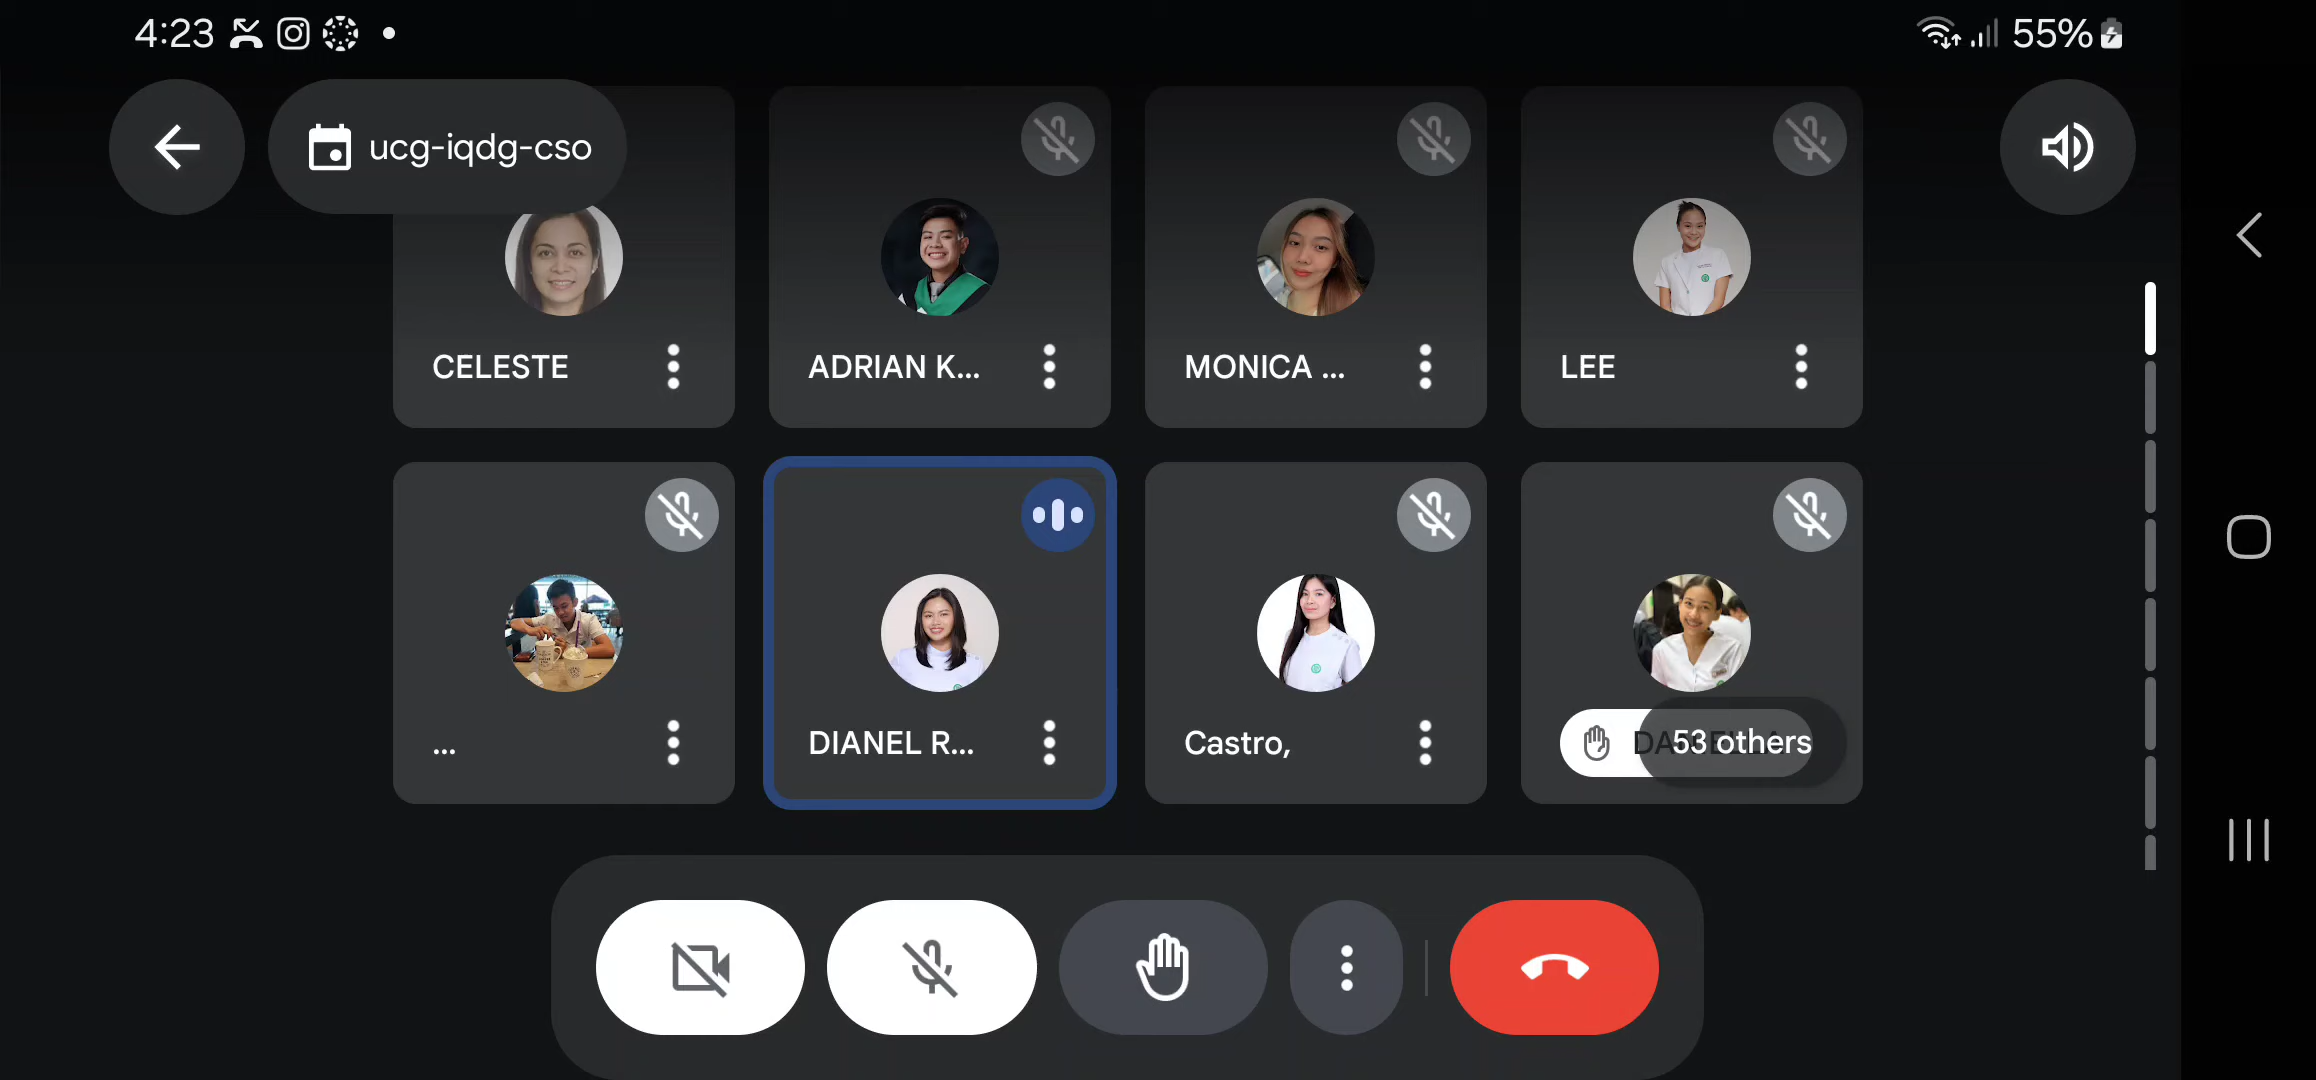 4:23
55%
ucg-iqdg-cso
CELESTE
ADRIAN K...
MONICA ...
LEE
...
DIANEL R...
Castro,
53 others